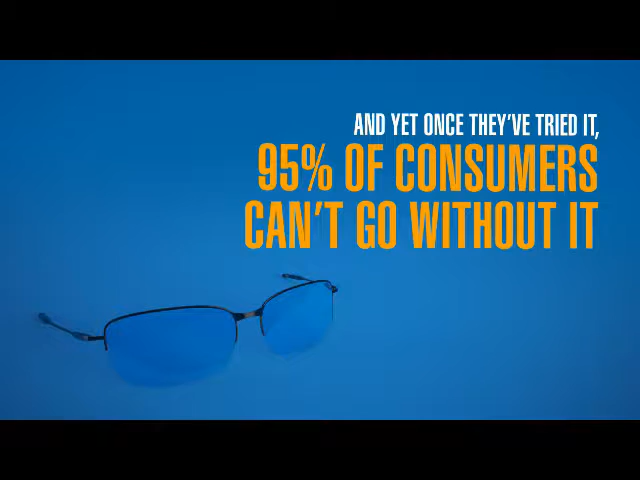 AND YET ONCE THEY'VE TRIED IT,
95% OF CONSUMERS
CAN'T GO WITHOUT IT